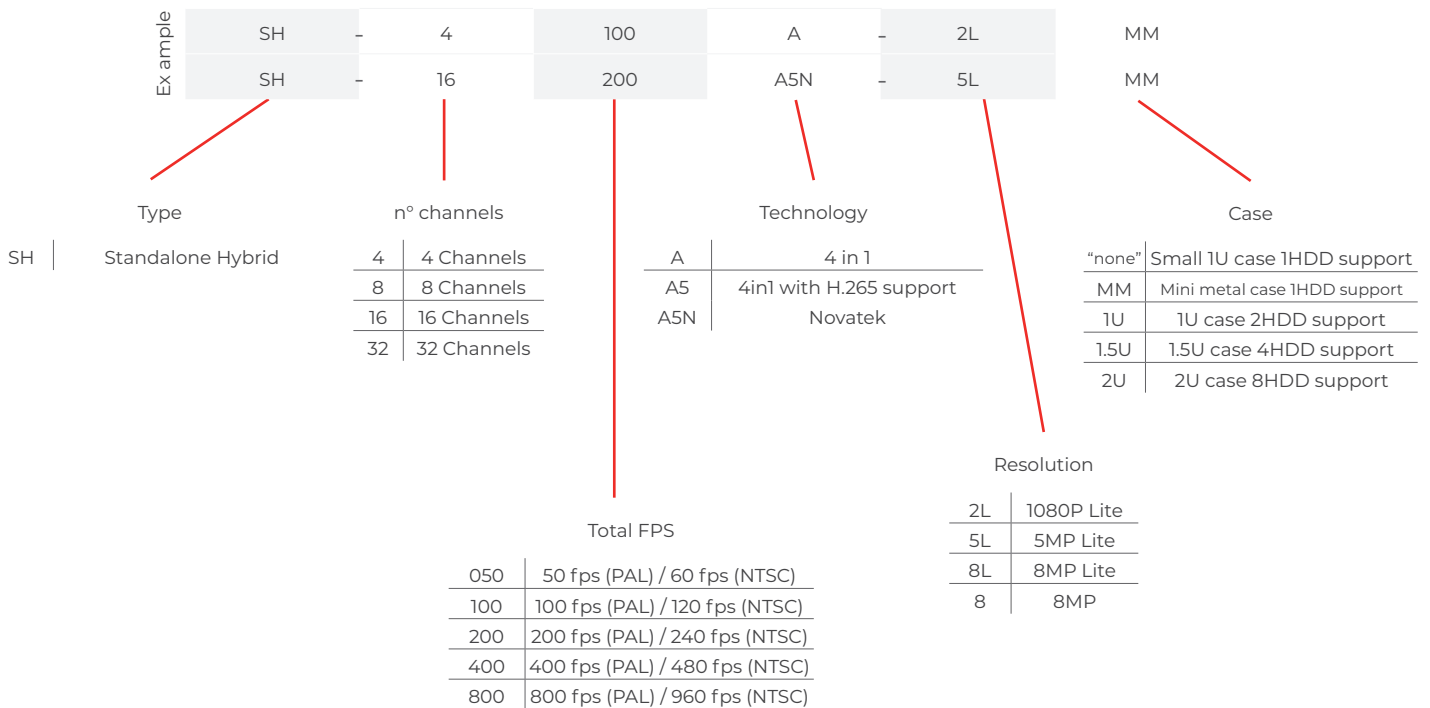 Ex ample
SH - 4 100 A - 2L MM
SH - 16 200 A5N - 5L MM
Type
SH Standalone Hybrid
nº channels
4 4 Channels
8 8 Channels
16 16 Channels
32 32 Channels
Technology
A 4 in 1
A5 4in1 with H.265 support
A5N Novatek
Case
“none” Small 1U case 1HDD support
MM Mini metal case 1HDD support
1U 1U case 2HDD support
1.5U 1.5U case 4HDD support
2U 2U case 8HDD support
Resolution
2L 1080P Lite
5L 5MP Lite
8L 8MP Lite
8 8MP
Total FPS
050 50 fps (PAL) / 60 fps (NTSC)
100 100 fps (PAL) / 120 fps (NTSC)
200 200 fps (PAL) / 240 fps (NTSC)
400 400 fps (PAL) / 480 fps (NTSC)
800 800 fps (PAL) / 960 fps (NTSC)